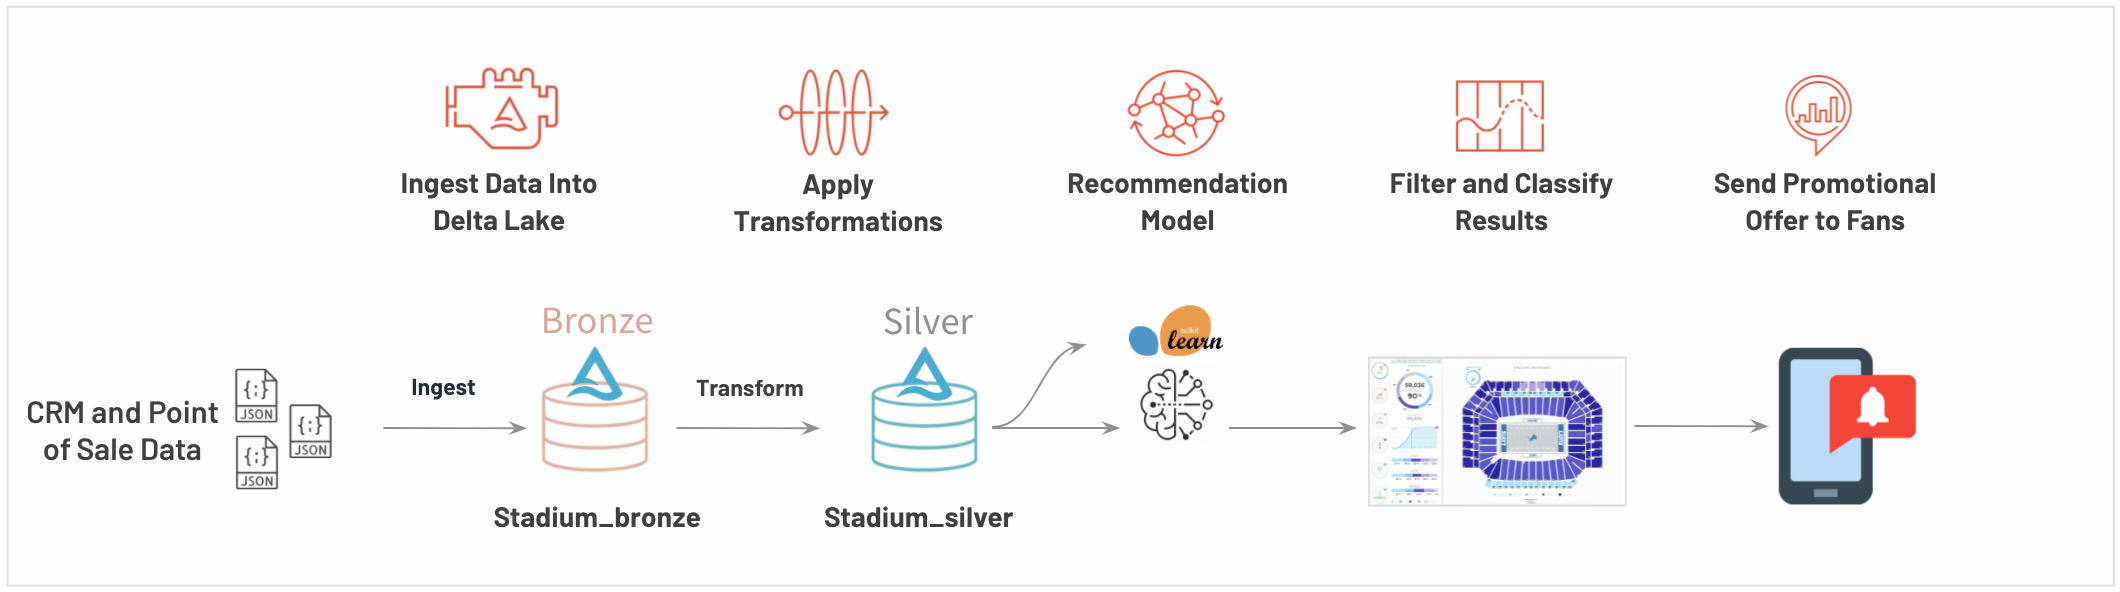 Ingest Data Into
Delta Lake
Apply
Transformations
Recommendation
Model
Filter and Classify
Results
Send Promotional
Offer to Fans
CRM and Point
of Sale Data
{;}
JSON
{;}
JSON
{;}
JSON
Ingest
Bronze
Stadium_bronze
Transform
Silver
Stadium_silver
scikit
learn
58,036
90%